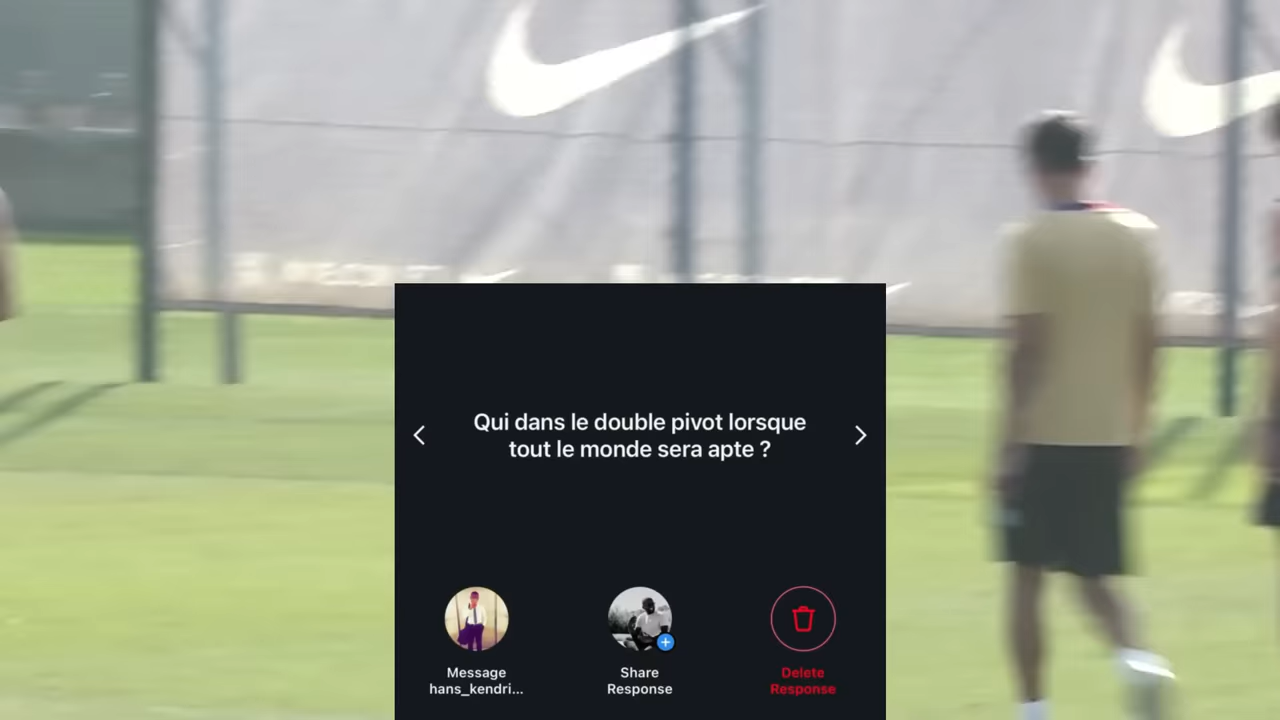 Qui dans le double pivot lorsque
tout le monde sera apte ?
Message
hans_kendri...
Share
Response
Delete
Response